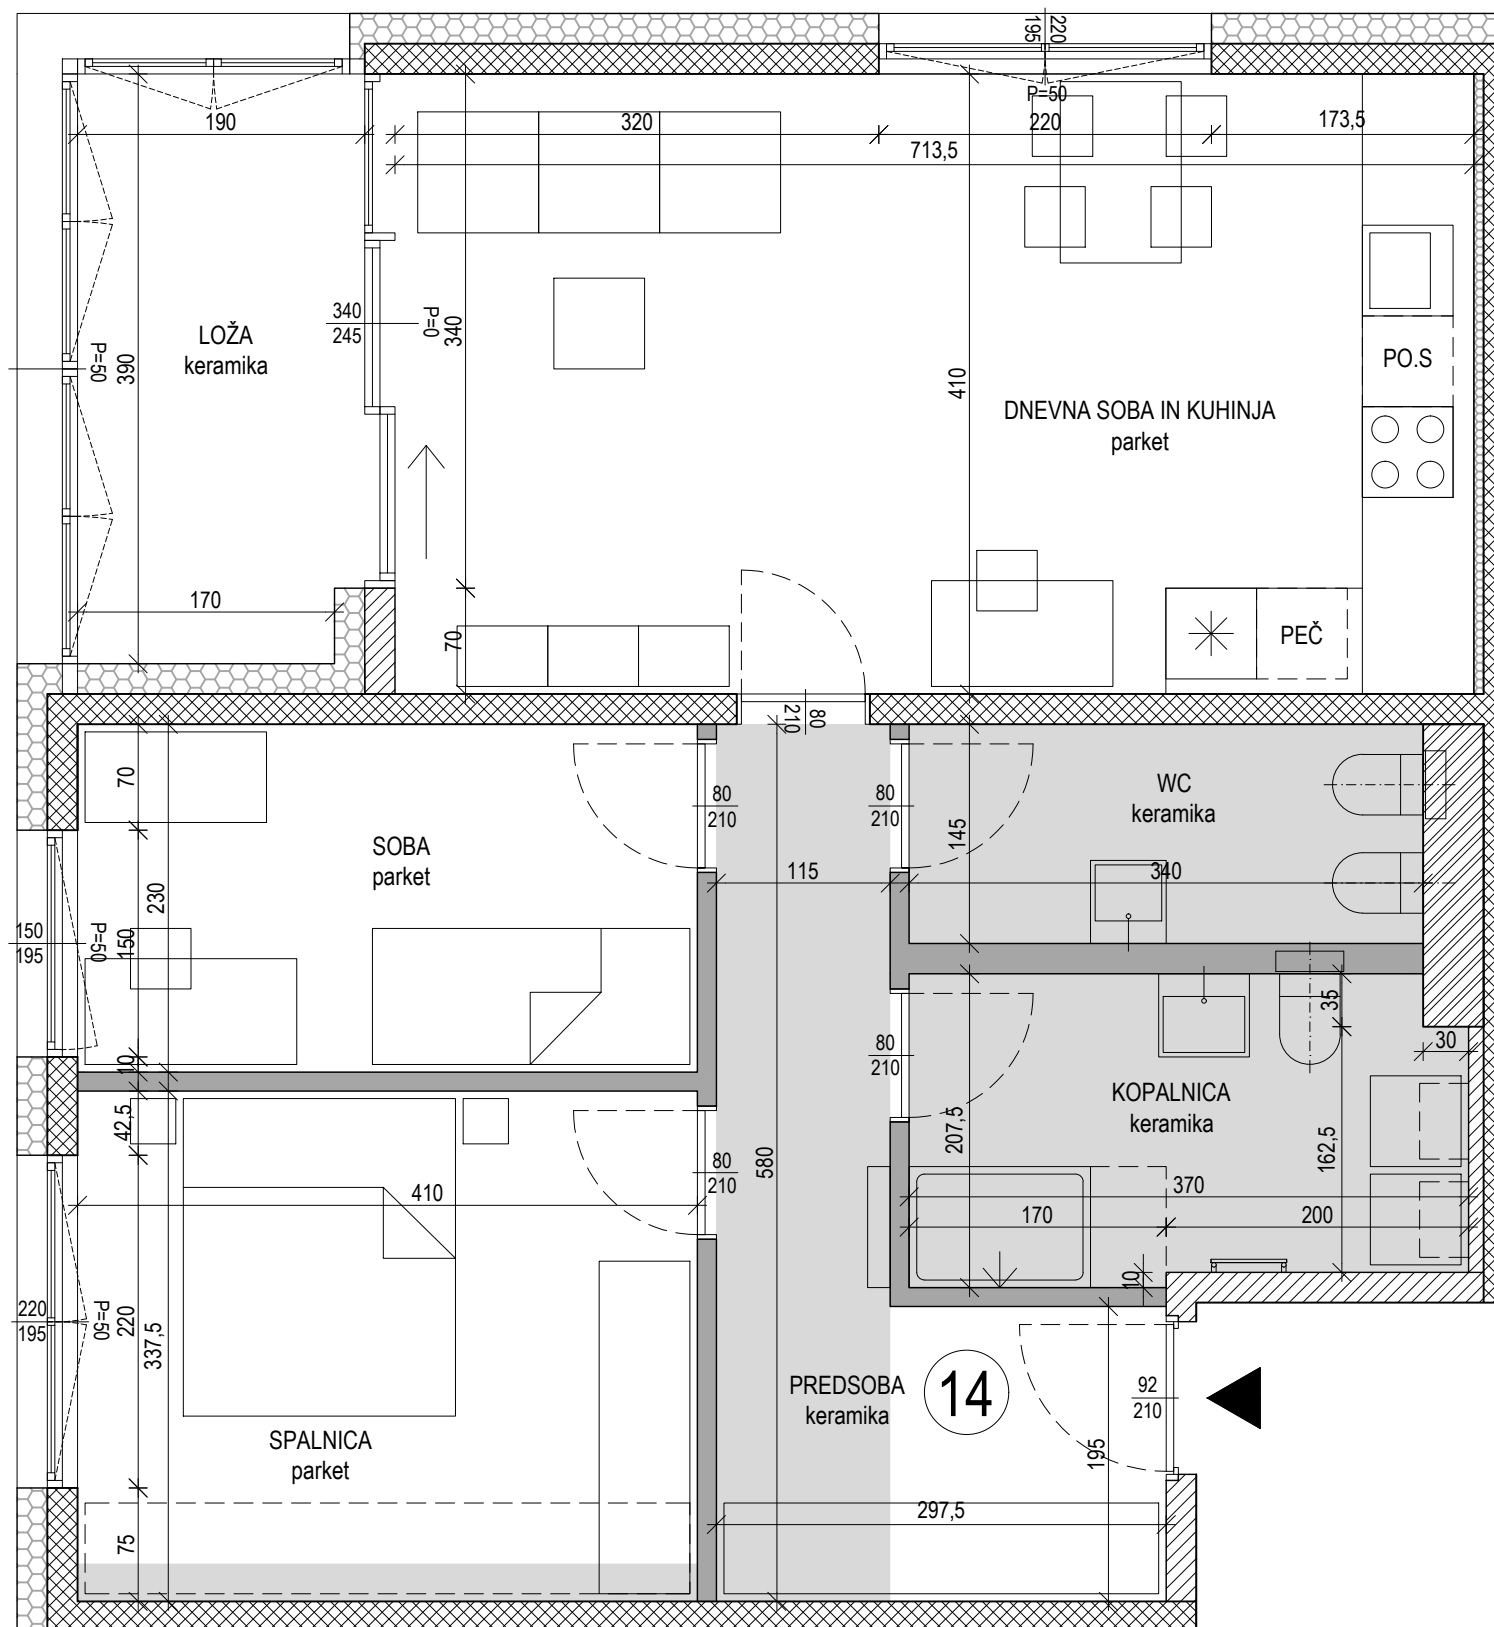 220
195
P=50
190
320
220
173,5
713,5
340
245
P=0
340
LOŽA
keramika
P=50
390
410
PO.S
DNEVNA SOBA IN KUHINJA
parket
170
70
PEČ
80
210
70
80
210
80
210
WC
keramika
SOBA
parket
145
115
340
230
150
195
P=50
150
35
30
10
80
210
KOPALNICA
keramika
42,5
207,5
162,5
580
80
210
410
370
170
200
10
220
195
P=50
220
337,5
PREDSOBA
keramika
14
92
210
195
SPALNICA
parket
297,5
75